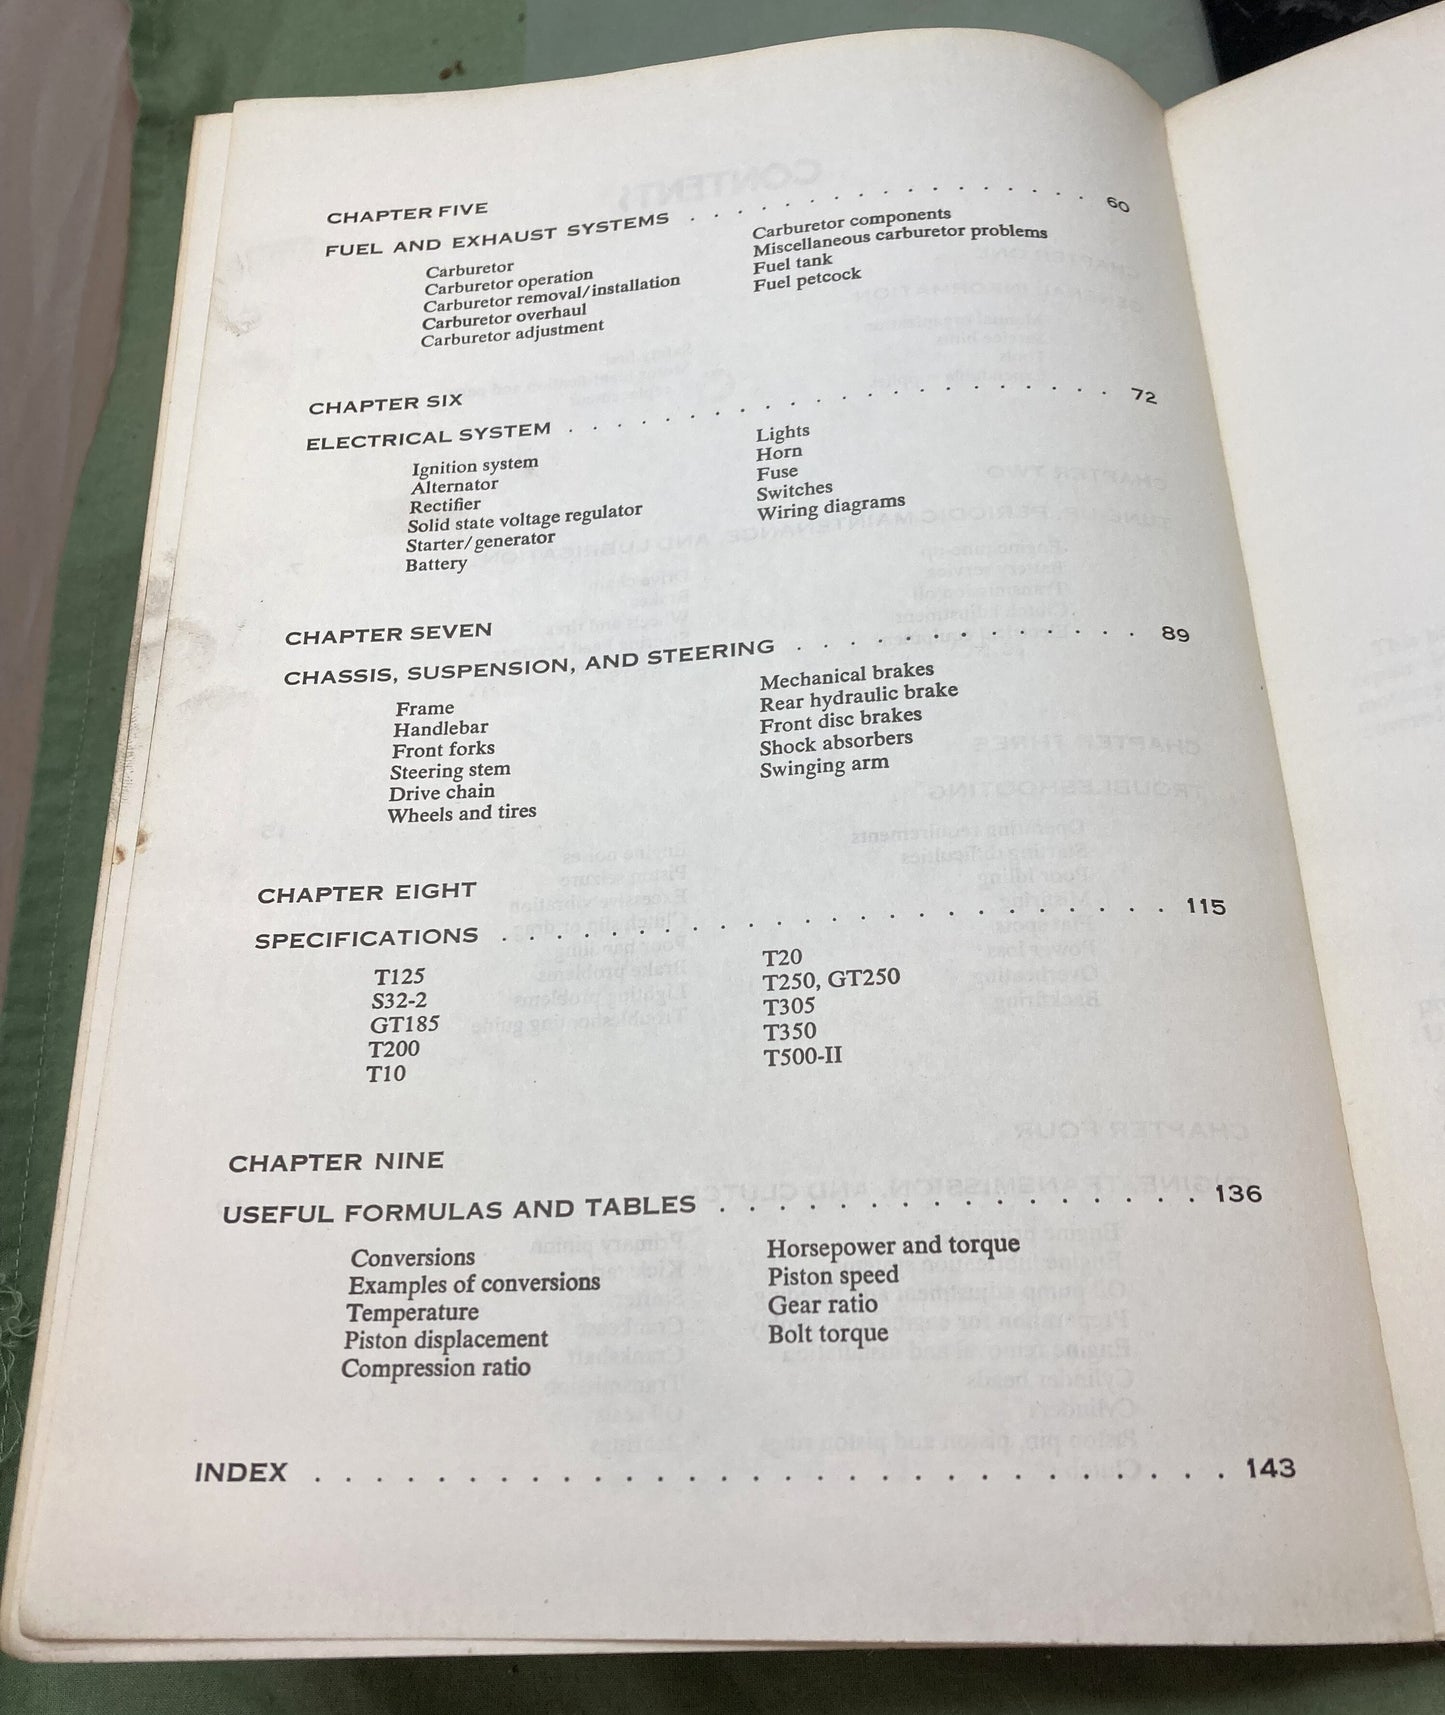 CHAPTER FIVE
FUEL AND EXHAUST SYSTEMS . . . . . . . . . . . . . . . . 60
Carburetor
Carburetor operation
Carburetor removal/installation
Carburetor overhaul
Carburetor adjustment
Carburetor components
Miscellaneous carburetor problems
Fuel tank
Fuel petcock
CHAPTER SIX
ELECTRICAL SYSTEM . . . . . . . . . . . . . . . . . . . . . . 72
Ignition system
Alternator
Rectifier
Solid state voltage regulator
Starter/generator
Battery
Lights
Horn
Fuse
Switches
Wiring diagrams
CHAPTER SEVEN
CHASSIS, SUSPENSION, AND STEERING . . . . . . . . . . . . . 89
Frame
Handlebar
Front forks
Steering stem
Drive chain
Wheels and tires
Mechanical brakes
Rear hydraulic brake
Front disc brakes
Shock absorbers
Swinging arm
CHAPTER EIGHT
SPECIFICATIONS . . . . . . . . . . . . . . . . . . . . . . . . 115
T125
S32-2
GT185
T200
T10
T20
T250, GT250
T305
T350
T500-II
CHAPTER NINE
USEFUL FORMULAS AND TABLES . . . . . . . . . . . . . . . . 136
Conversions
Examples of conversions
Temperature
Piston displacement
Compression ratio
Horsepower and torque
Piston speed
Gear ratio
Bolt torque
INDEX . . . . . . . . . . . . . . . . . . . . . . . . . . . . . 143